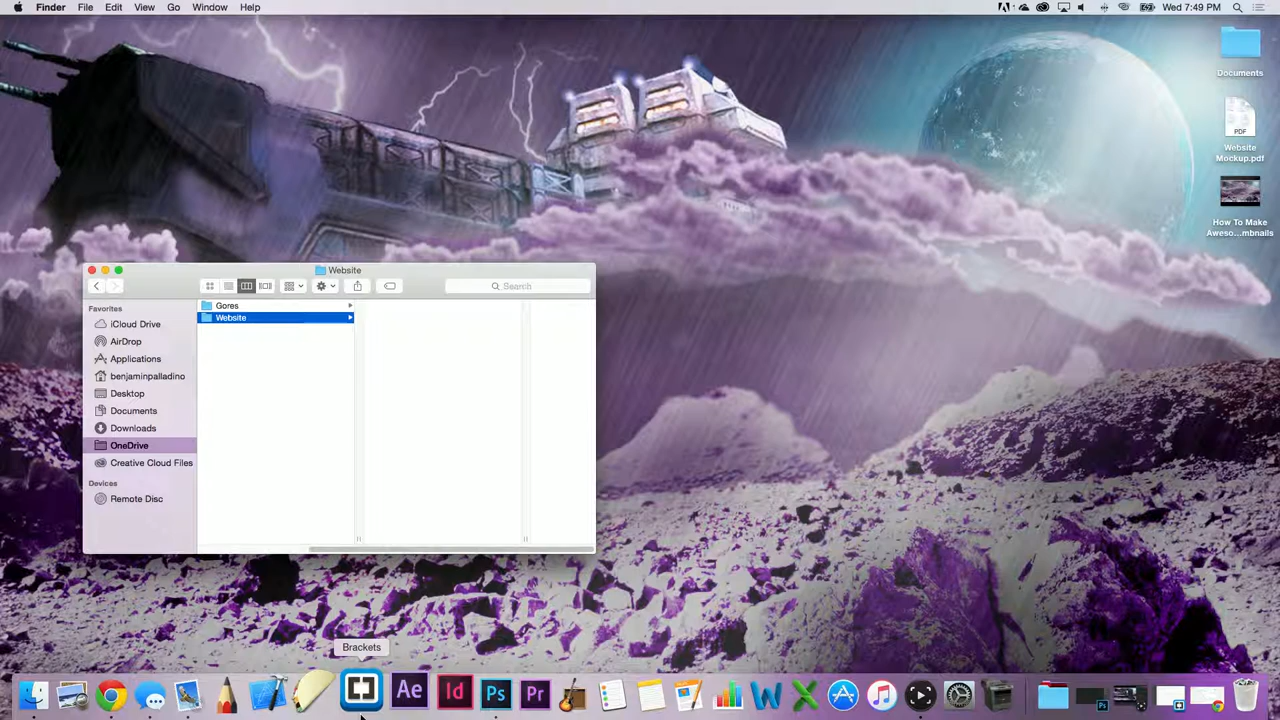 Finder File Edit View Go Window Help
Wed 7:49 PM
Documents
PDF
Website
Mockup.pdf
How To Make
Aweso...mbnails
Website
Search
Favorites
iCloud Drive
AirDrop
Applications
benjaminpalladino
Desktop
Documents
Downloads
OneDrive
Creative Cloud Files
Devices
Remote Disc
Gores
Website
Brackets
Ae
Id
Ps
Pr